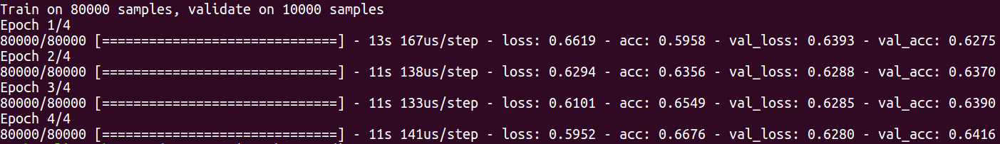 Train on 80000 samples, validate on 10000 samples
Epoch 1/4
80000/80000 [==============================] - 13s 167us/step - loss: 0.6619 - acc: 0.5958 - val_loss: 0.6393 - val_acc: 0.6275
Epoch 2/4
80000/80000 [==============================] - 11s 138us/step - loss: 0.6294 - acc: 0.6356 - val_loss: 0.6288 - val_acc: 0.6370
Epoch 3/4
80000/80000 [==============================] - 11s 133us/step - loss: 0.6101 - acc: 0.6549 - val_loss: 0.6285 - val_acc: 0.6390
Epoch 4/4
80000/80000 [==============================] - 11s 141us/step - loss: 0.5952 - acc: 0.6676 - val_loss: 0.6280 - val_acc: 0.6416